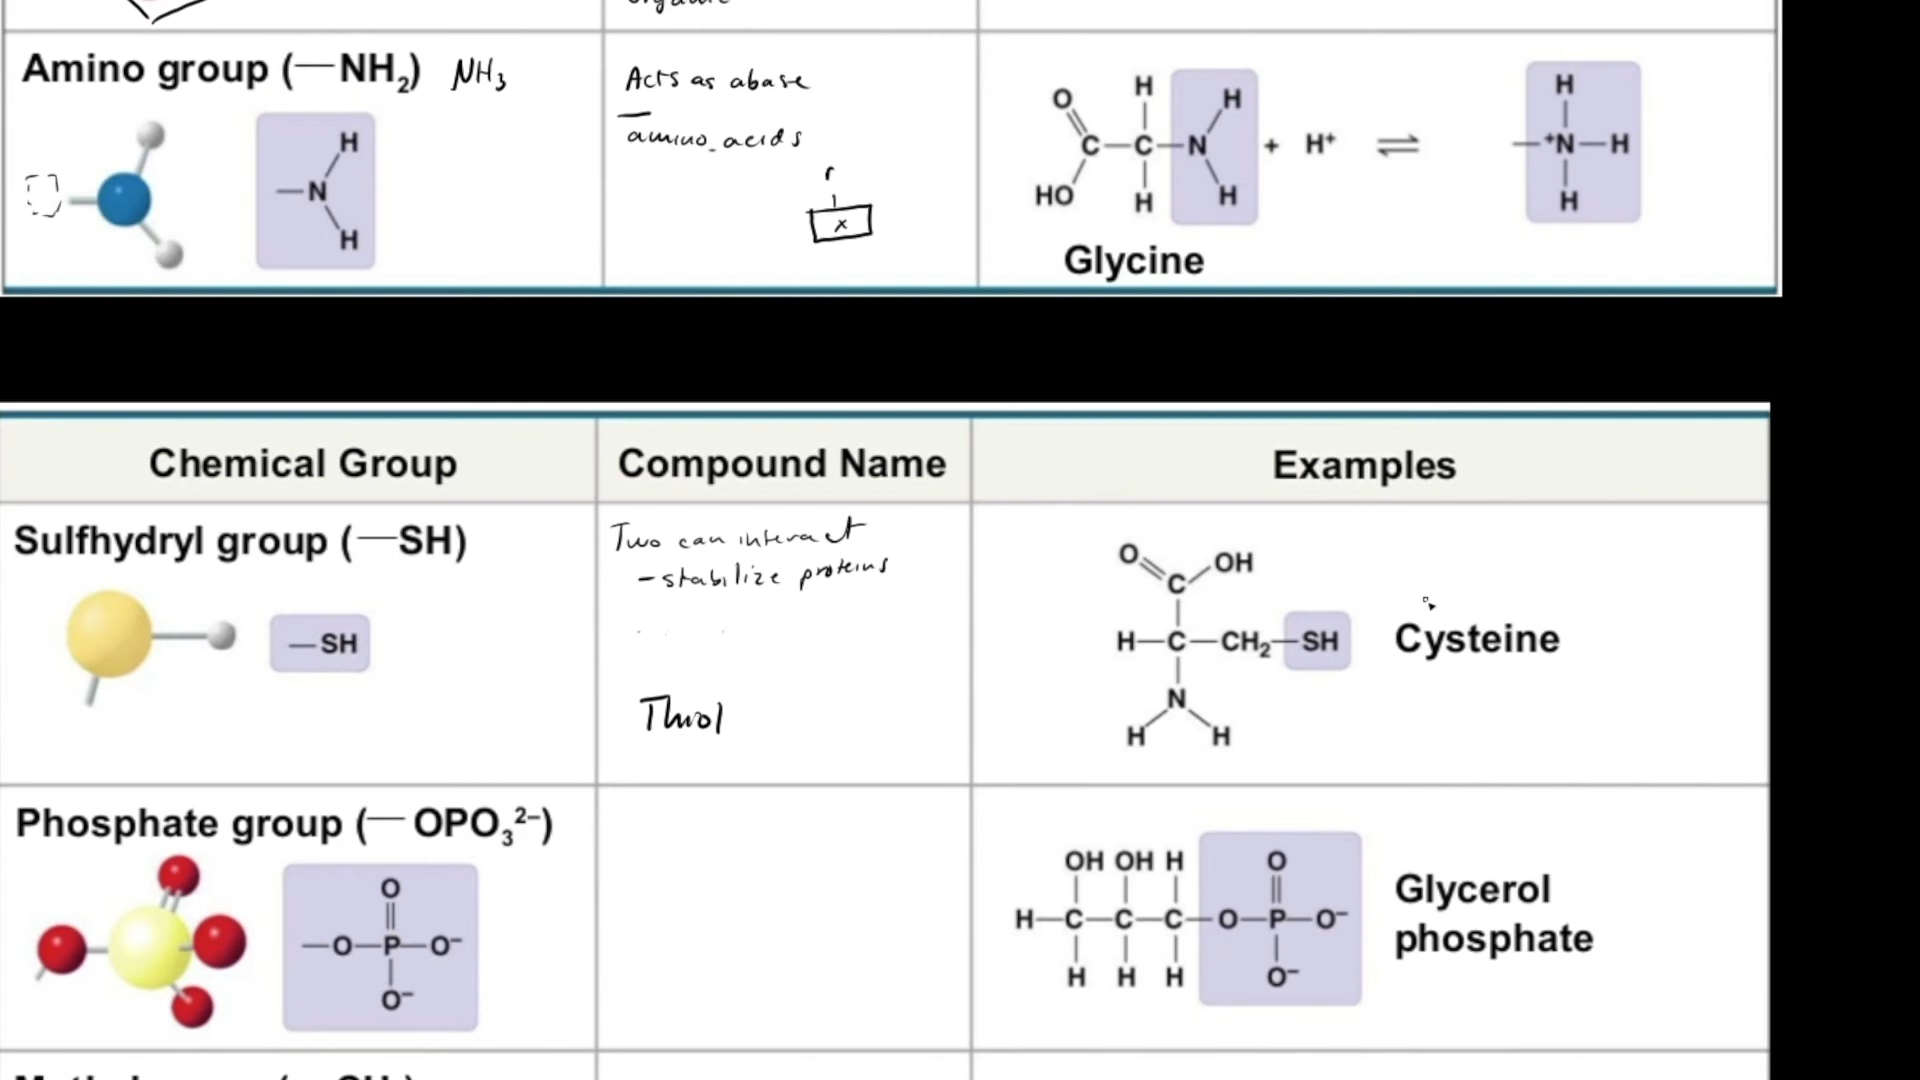 Amino group (—NH₂) NH₃
Acts as a base
amino acids
r
x
H
—N
H
O
H
H
C—C—N
+ H⁺ ⇌
HO
H
H
Glycine
H
—⁺N—H
H
Chemical Group
Compound Name
Examples
Sulfhydryl group (—SH)
—SH
Two can interact
- stabilize proteins
Thiol
O
OH
C
H—C—CH₂—SH
N
H
H
Cysteine
Phosphate group (—OPO₃²⁻)
O
—O—P—O⁻
O⁻
OH OH H
O
H—C—C—C—O—P—O⁻
H H H
O⁻
Glycerol
phosphate